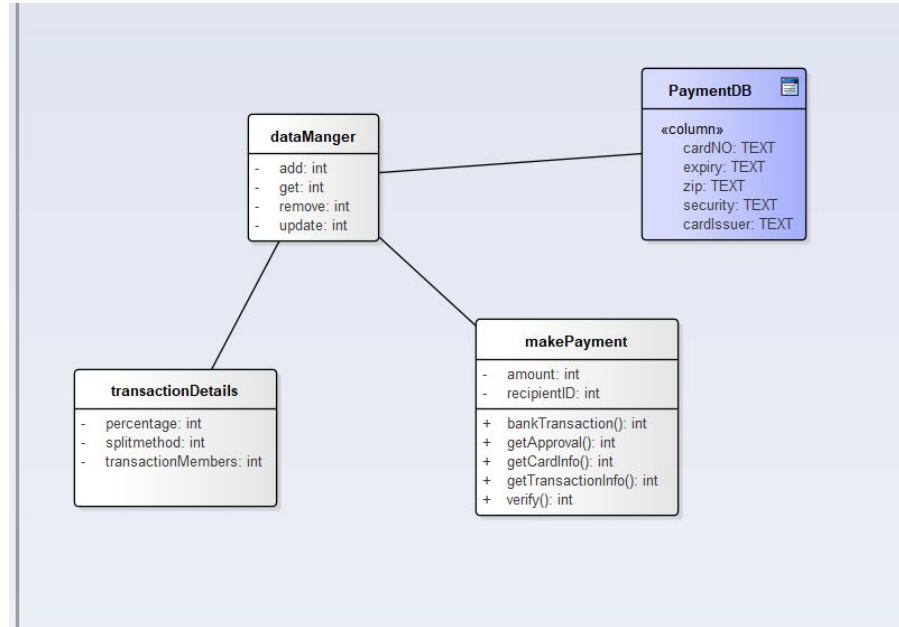 PaymentDB
«column»
cardNO: TEXT
expiry: TEXT
zip: TEXT
security: TEXT
cardIssuer: TEXT
dataManger
- add: int
- get: int
- remove: int
- update: int
makePayment
- amount: int
- recipientID: int
+ bankTransaction(): int
+ getApproval(): int
+ getCardInfo(): int
+ getTransactionInfo(): int
+ verify(): int
transactionDetails
- percentage: int
- splitmethod: int
- transactionMembers: int